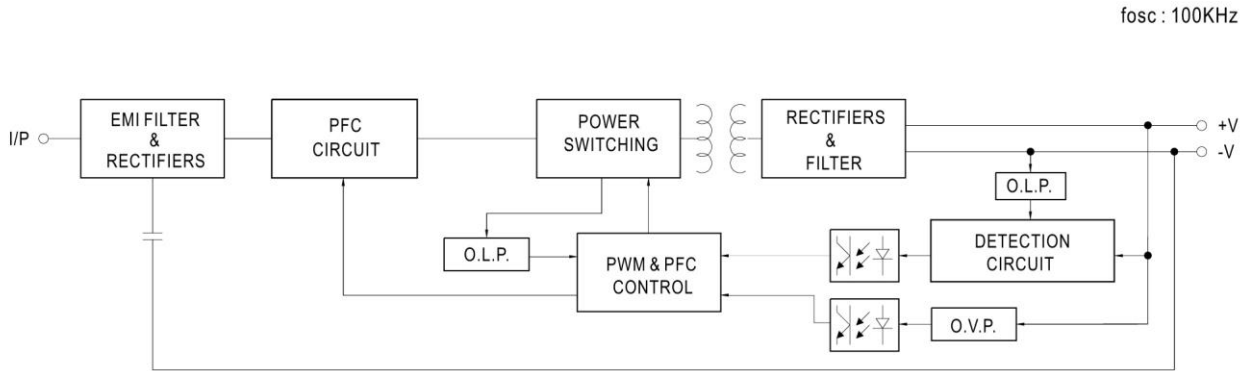 fosc : 100KHz
I/P
EMI FILTER
&
RECTIFIERS
PFC
CIRCUIT
POWER
SWITCHING
RECTIFIERS
&
FILTER
+V
-V
O.L.P.
O.L.P.
PWM & PFC
CONTROL
DETECTION
CIRCUIT
O.V.P.